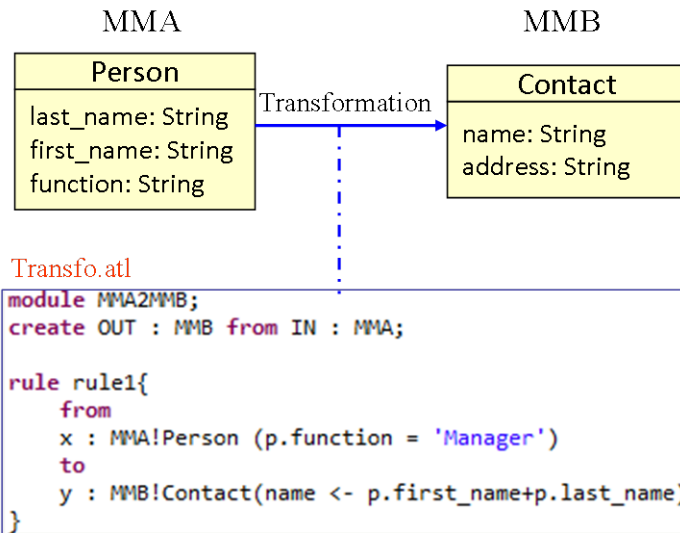 MMA
MMB
Person
last_name: String
first_name: String
function: String
Transformation
Contact
name: String
address: String
Transfo.atl
module MMA2MMB;
create OUT : MMB from IN : MMA;
rule rule1{
from
x : MMA!Person (p.function = 'Manager')
to
y : MMB!Contact(name <- p.first_name+p.last_name)
}